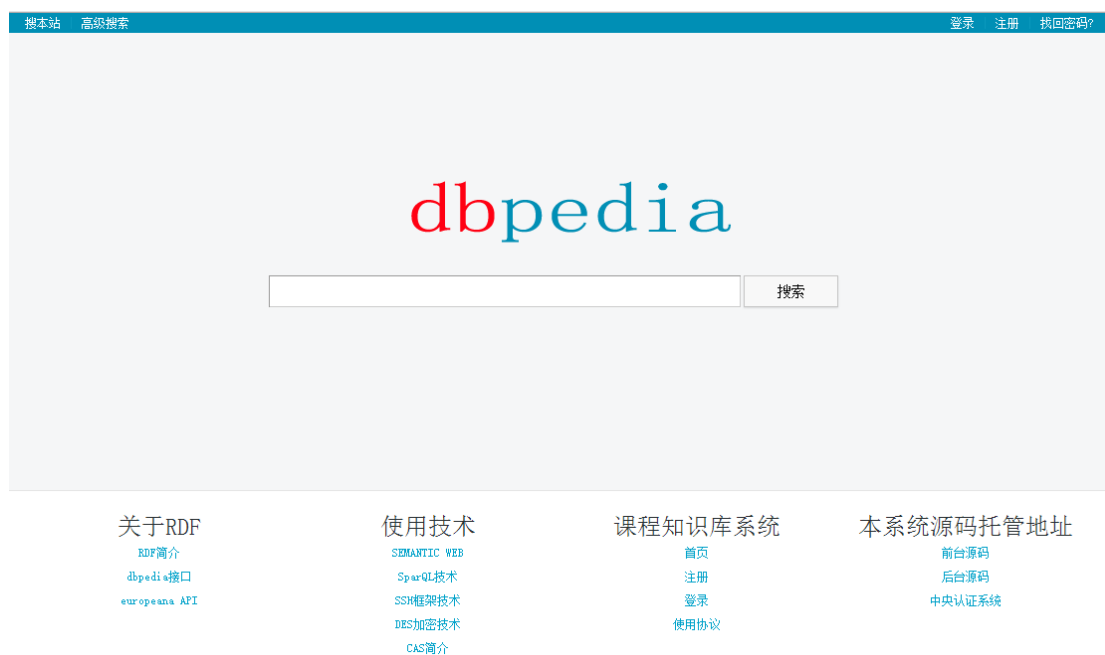 搜本站 高级搜索 登录 注册 找回密码?
dbpedia
搜索
关于RDF 使用技术 课程知识库系统 本系统源码托管地址
RDF简介 SEMANTIC WEB 首页 前台源码
dbpedia接口 SparQL技术 注册 后台源码
europeana API SSH框架技术 登录 中央认证系统
DES加密技术 使用协议
CAS简介